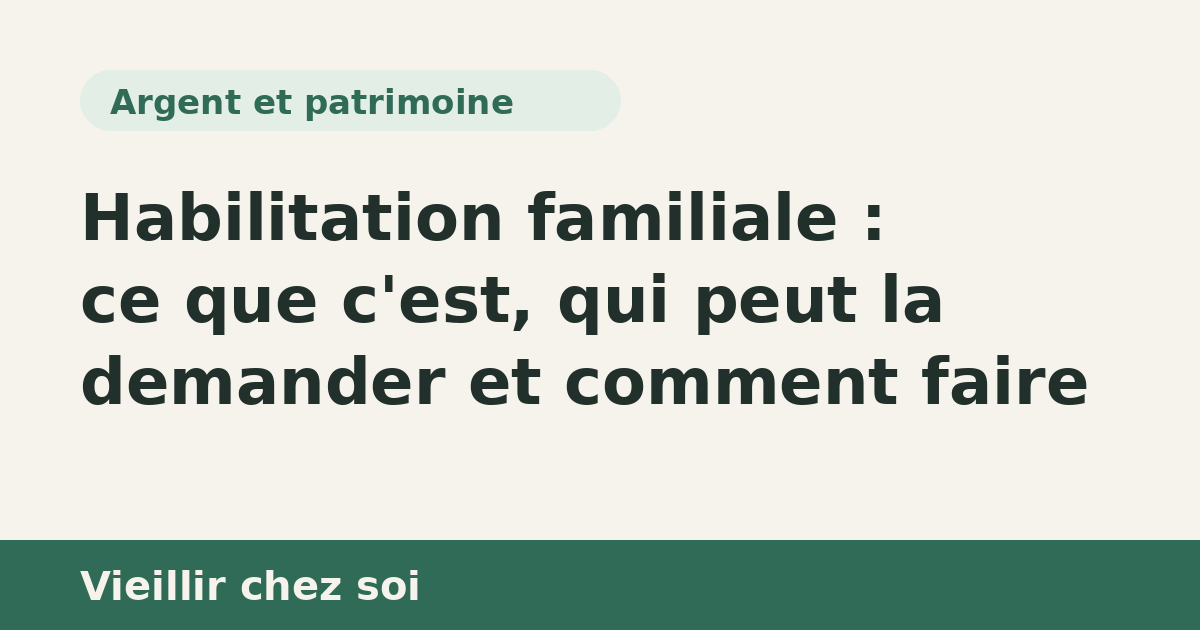 Argent et patrimoine
Habilitation familiale :
ce que c'est, qui peut la
demander et comment faire
Vieillir chez soi